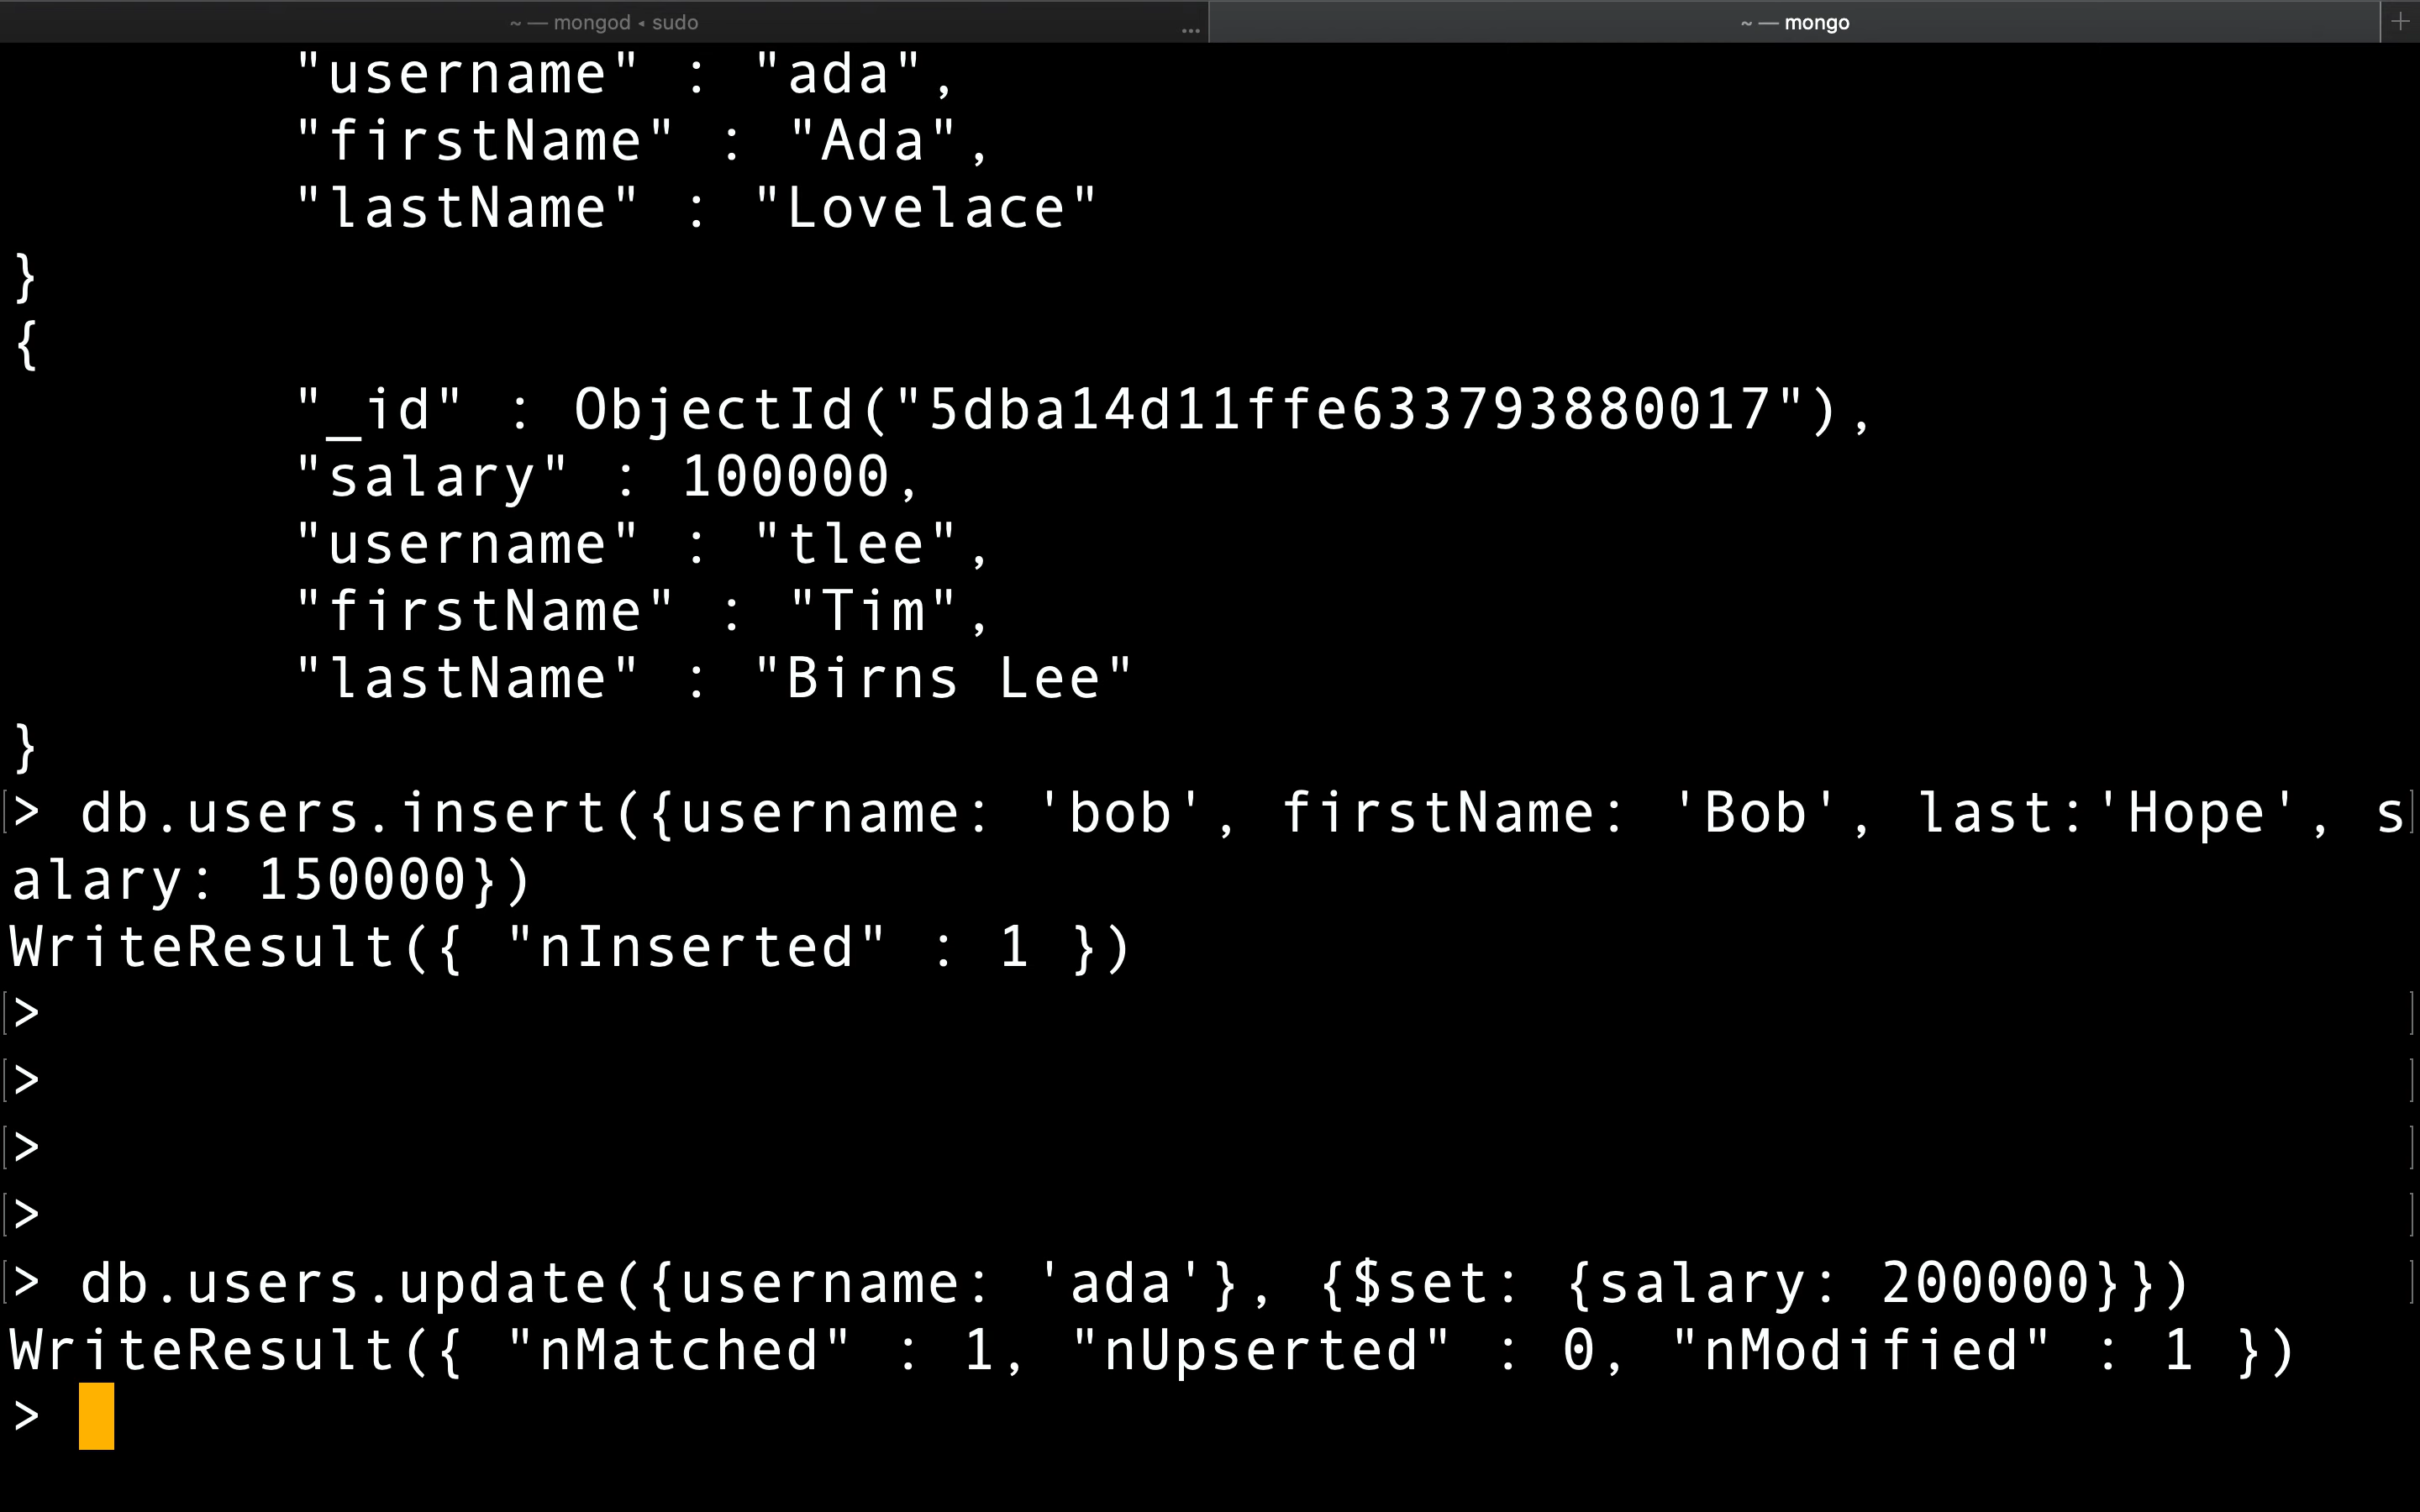 ~ — mongod ◂ sudo ... ~ — mongo +
"username" : "ada",
"firstName" : "Ada",
"lastName" : "Lovelace"
}
{
"_id" : ObjectId("5dba14d11ffe633793880017"),
"salary" : 100000,
"username" : "tlee",
"firstName" : "Tim",
"lastName" : "Birns Lee"
}
> db.users.insert({username: 'bob', firstName: 'Bob', last:'Hope', s
alary: 150000})
WriteResult({ "nInserted" : 1 })
>
>
>
>
> db.users.update({username: 'ada'}, {$set: {salary: 200000}})
WriteResult({ "nMatched" : 1, "nUpserted" : 0, "nModified" : 1 })
>